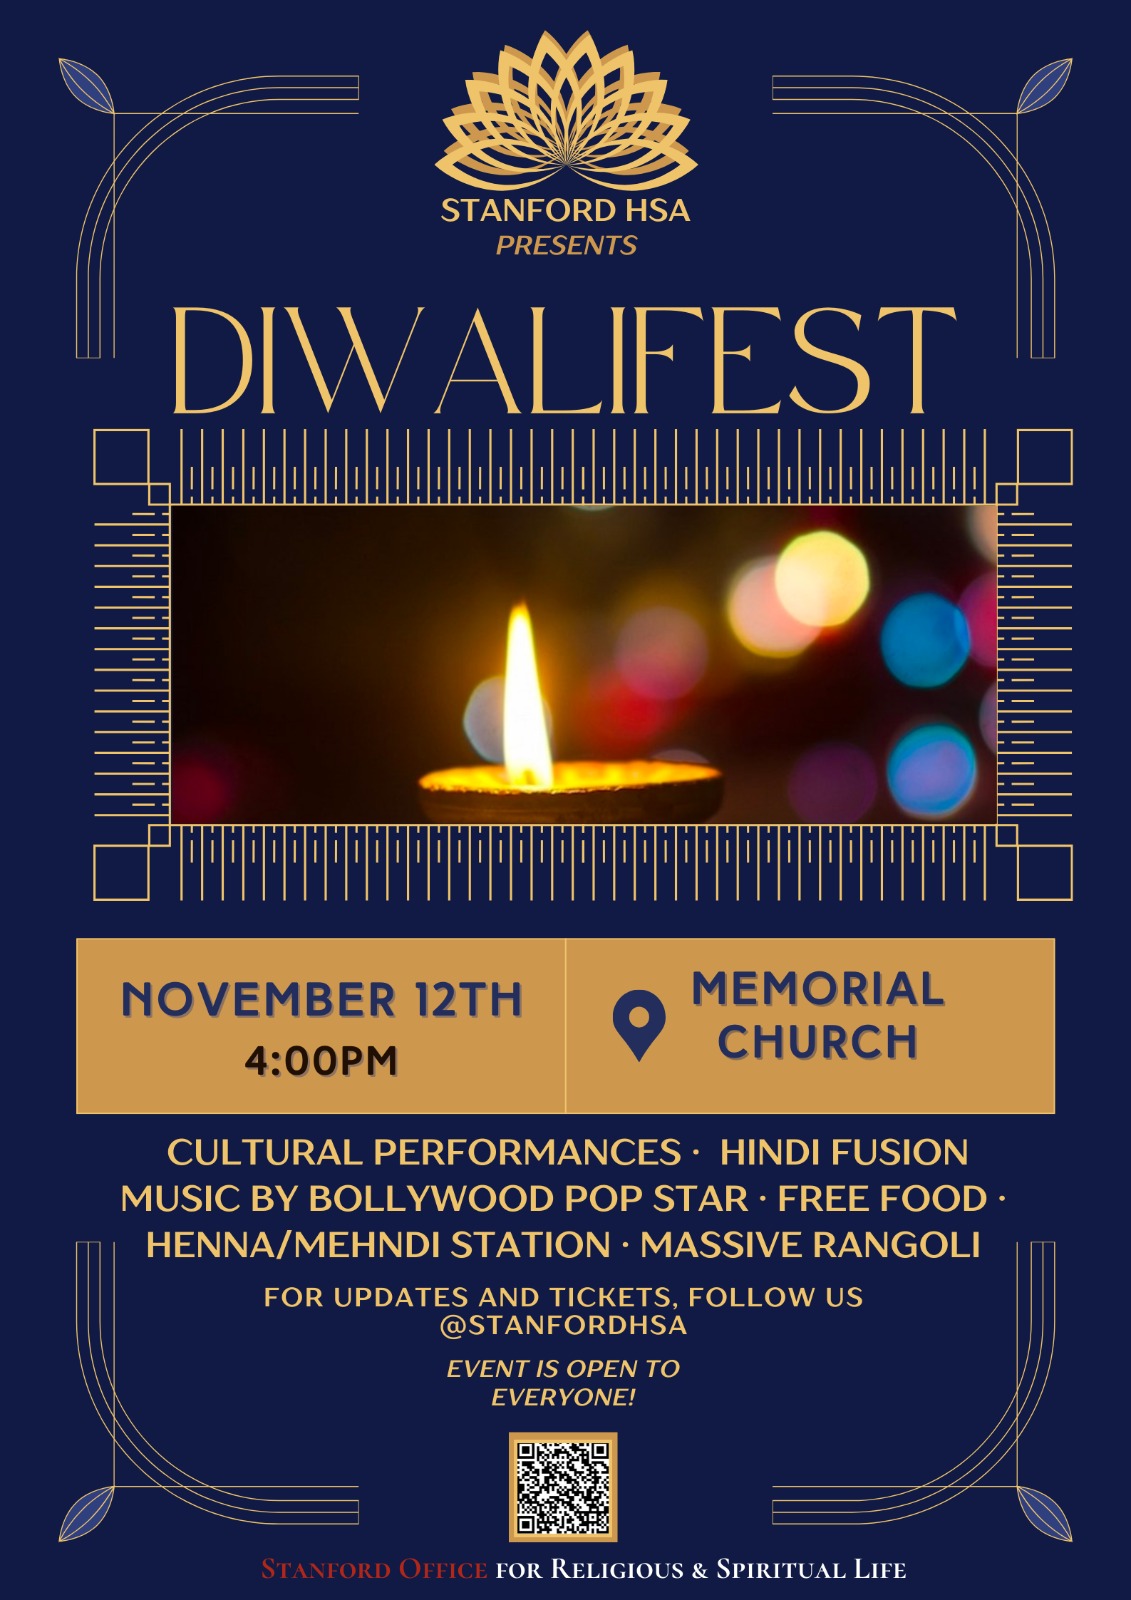 STANFORD HSA
PRESENTS
DIWALIFEST
NOVEMBER 12TH
4:00PM
MEMORIAL
CHURCH
CULTURAL PERFORMANCES · HINDI FUSION
MUSIC BY BOLLYWOOD POP STAR · FREE FOOD ·
HENNA/MEHNDI STATION · MASSIVE RANGOLI
FOR UPDATES AND TICKETS, FOLLOW US
@STANFORDHSA
EVENT IS OPEN TO
EVERYONE!
STANFORD OFFICE FOR RELIGIOUS & SPIRITUAL LIFE